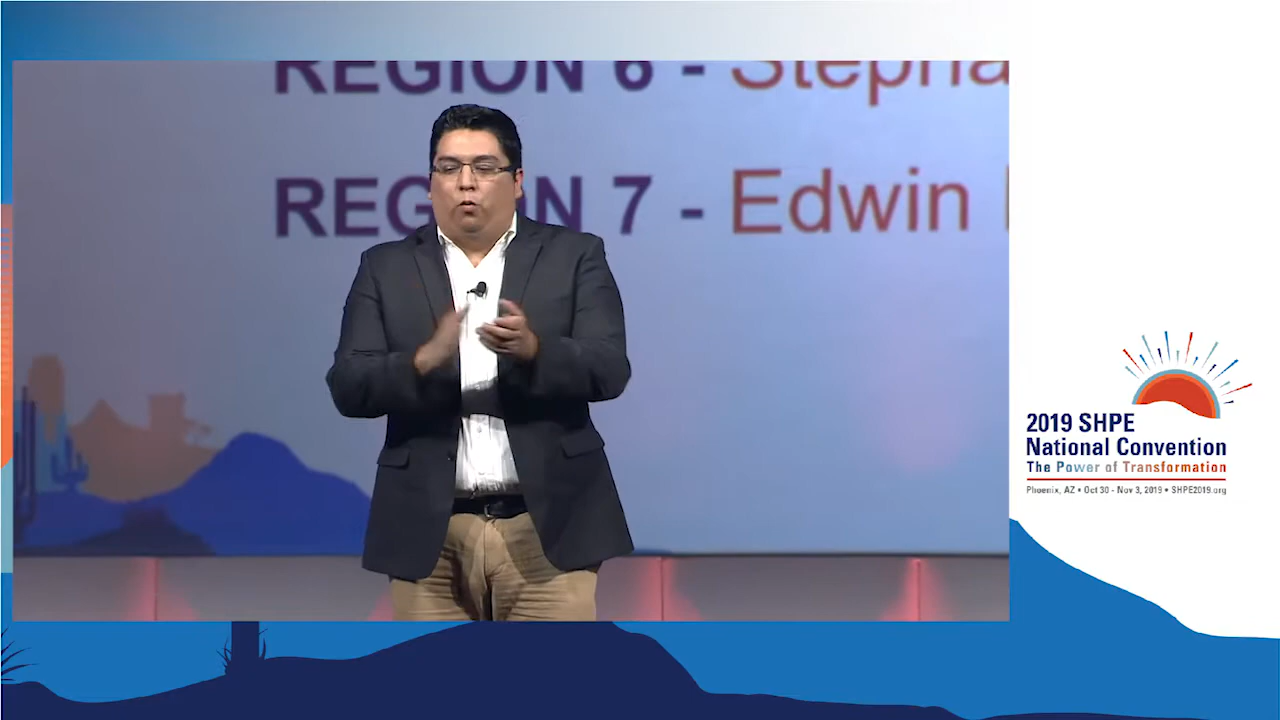 REGION 6 -
REGION 7 - Edwin
2019 SHPE
National Convention
The Power of Transformation
Phoenix, AZ • Oct 30 - Nov 3, 2019 • SHPE2019.org